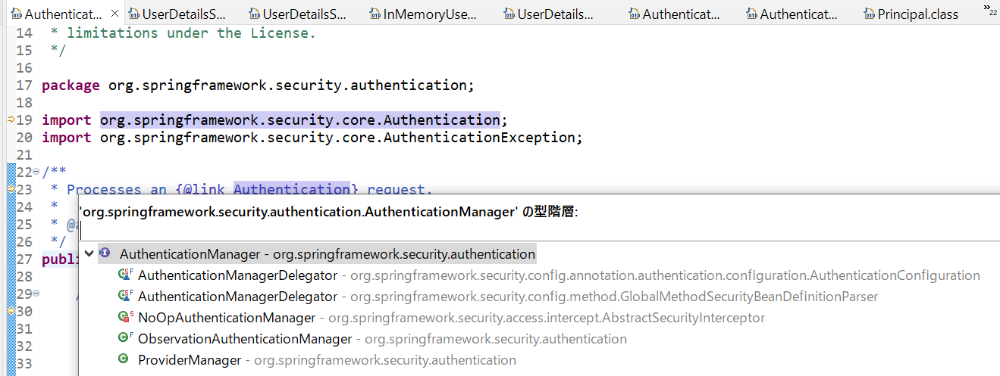 Authenticat...
UserDetailsS...
UserDetailsS...
InMemoryUse...
UserDetails...
Authenticat...
Authenticat...
Principal.class
»22
14 * limitations under the License.
15 */
16
17 package org.springframework.security.authentication;
18
19 import org.springframework.security.core.Authentication;
20 import org.springframework.security.core.AuthenticationException;
21
22 /**
23 * Processes an {@link Authentication} request.
24 *
25 * @a
26 */
27 publi
28
29 /
30
31
32
33
'org.springframework.security.authentication.AuthenticationManager' の型階層:
AuthenticationManager - org.springframework.security.authentication
AuthenticationManagerDelegator - org.springframework.security.config.annotation.authentication.configuration.AuthenticationConfiguration
AuthenticationManagerDelegator - org.springframework.security.config.method.GlobalMethodSecurityBeanDefinitionParser
NoOpAuthenticationManager - org.springframework.security.access.intercept.AbstractSecurityInterceptor
ObservationAuthenticationManager - org.springframework.security.authentication
ProviderManager - org.springframework.security.authentication